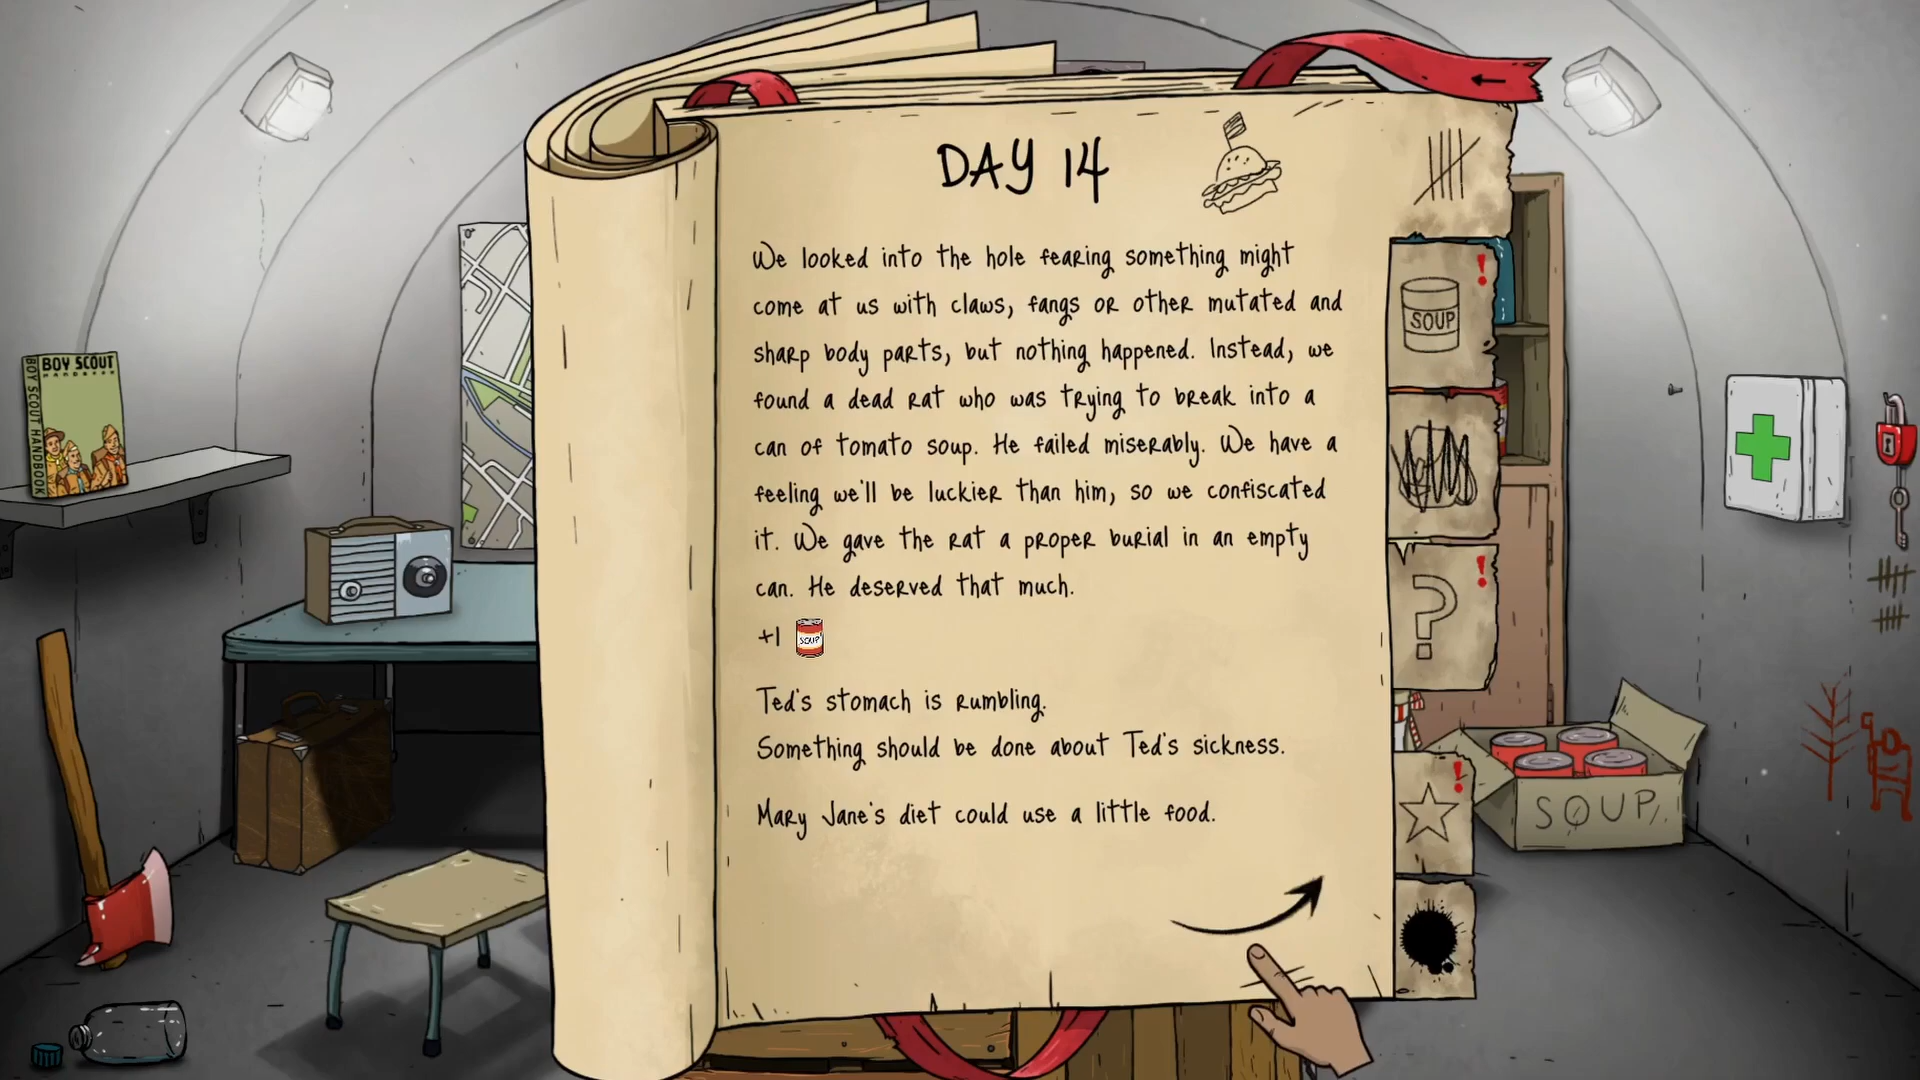 DAY 14
We looked into the hole fearing something might
come at us with claws, fangs or other mutated and
sharp body parts, but nothing happened. Instead, we
found a dead rat who was trying to break into a
can of tomato soup. He failed miserably. We have a
feeling we'll be luckier than him, so we confiscated
it. We gave the rat a proper burial in an empty
can. He deserved that much.
+1 SOUP
Ted's stomach is rumbling.
Something should be done about Ted's sickness.
Mary Jane's diet could use a little food.
!
SOUP
!
?
!
BOY SCOUT
HANDBOOK
BOY SCOUT HANDBOOK
SOUP